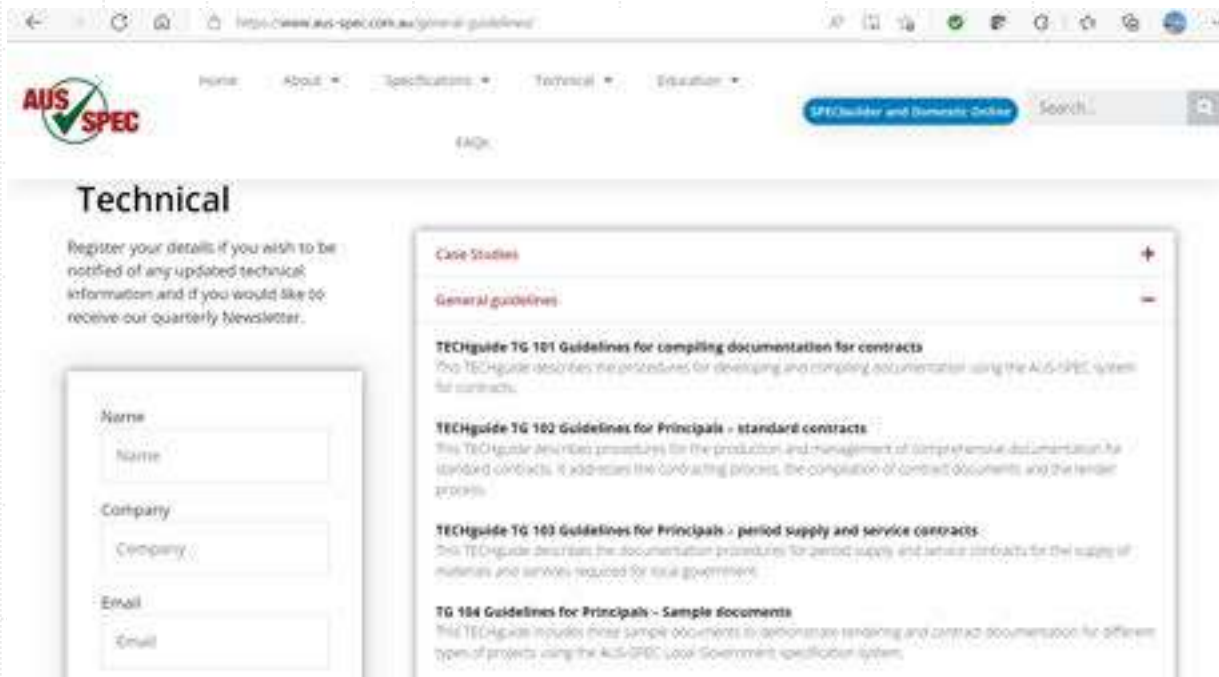 https://www.aus-spec.com.au/general-guidelines/
AUS
SPEC
Home About Specifications Technical Education
FAQs
SPECbuilder and Domestic Online
Search...
Technical
Register your details if you wish to be
notified of any updated technical
information and if you would like to
receive our quarterly Newsletter.
Name
Name
Company
Company
Email
Email
Case Studies
General guidelines
TECHguide TG 101 Guidelines for compiling documentation for contracts
This TECHguide describes the procedures for developing and compiling documentation using the AUS-SPEC system
for contracts.
TECHguide TG 102 Guidelines for Principals – standard contracts
This TECHguide describes procedures for the production and management of comprehensive documentation for
standard contracts. It addresses the contracting process, the compilation of contract documents and the tender
process.
TECHguide TG 103 Guidelines for Principals – period supply and service contracts
This TECHguide describes the documentation procedures for period supply and service contracts for the supply of
materials and services required for local government.
TG 104 Guidelines for Principals – Sample documents
This TECHguide includes three sample documents to demonstrate tendering and contract documentation for different
types of projects using the AUS-SPEC Local Government specification system.